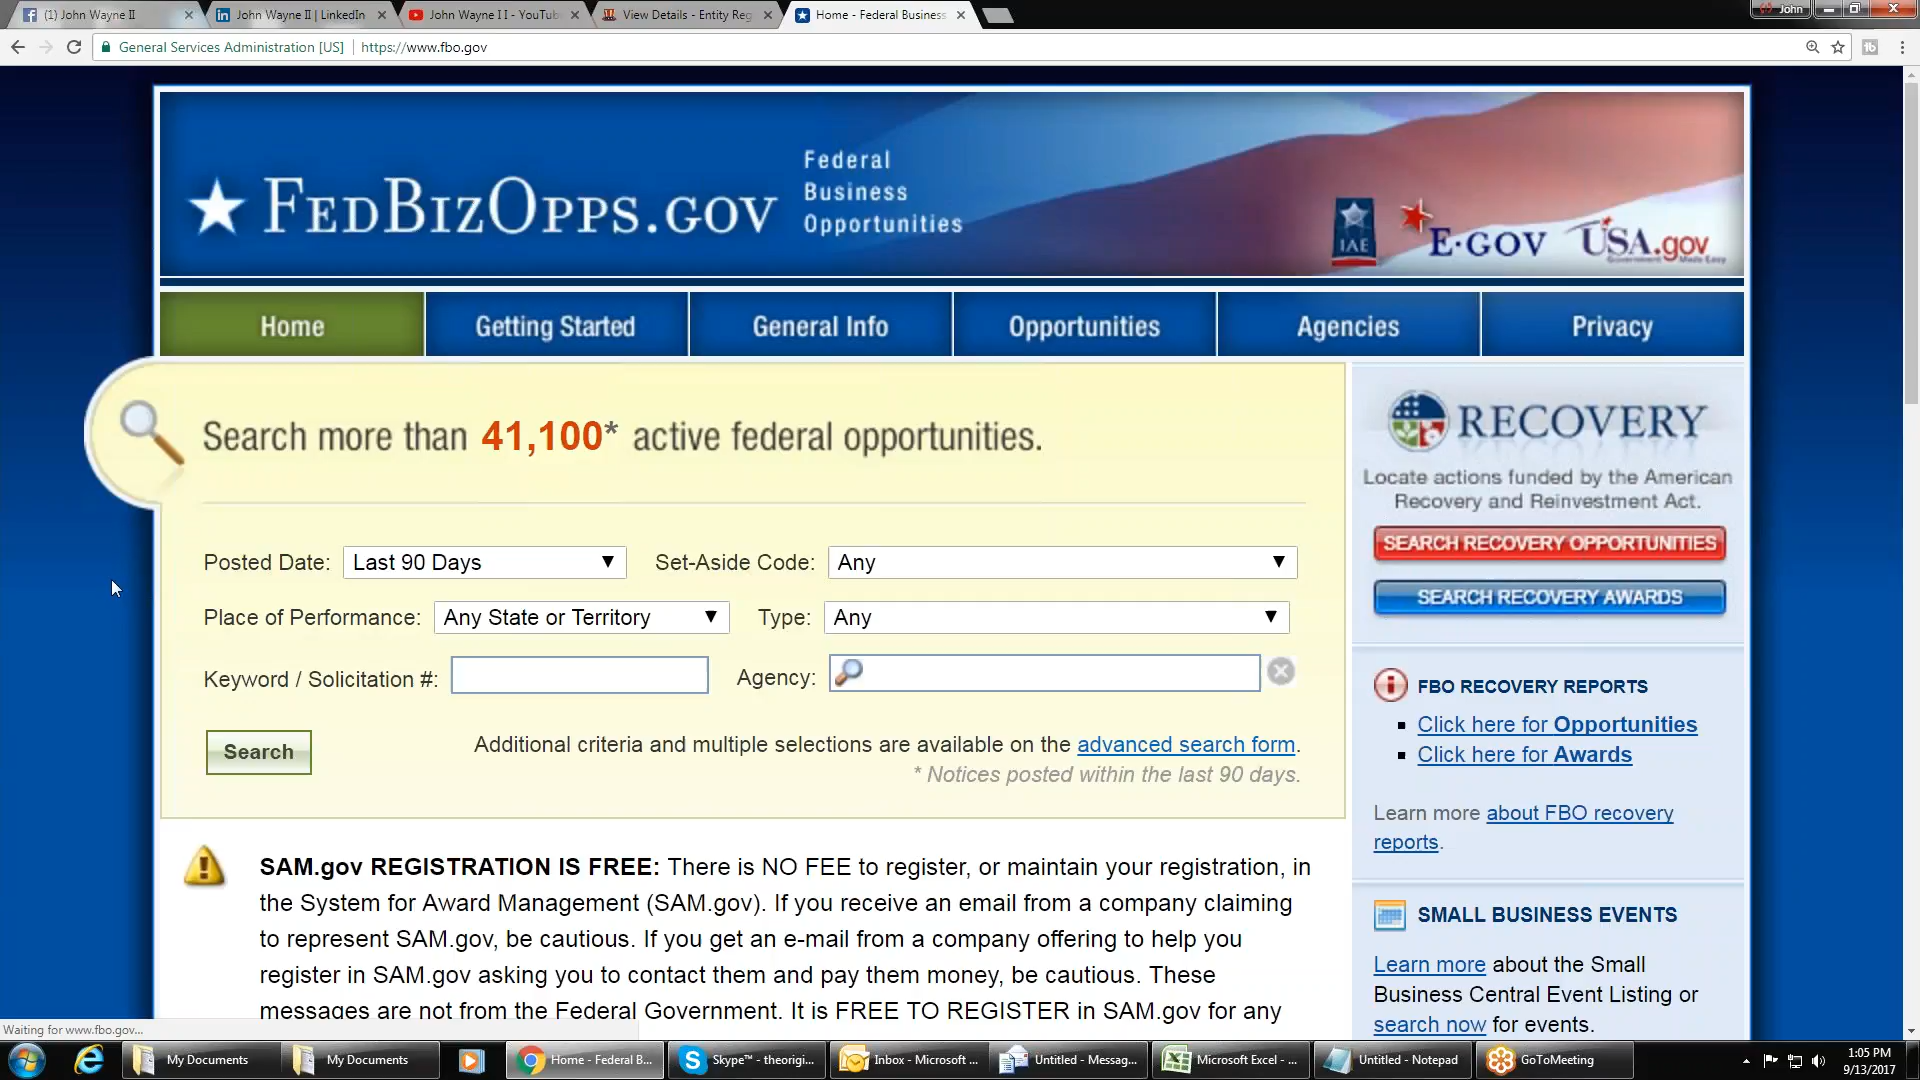 (1) John Wayne II
John Wayne II | LinkedIn
John Wayne I I - YouTube
View Details - Entity Reg
Home - Federal Business
John
General Services Administration [US] | https://www.fbo.gov
FEDBIZOPPS.GOV
Federal
Business
Opportunities
IAE
E-GOV
USA.gov
Government Made Easy
Home
Getting Started
General Info
Opportunities
Agencies
Privacy
Search more than 41,100* active federal opportunities.
Posted Date: Last 90 Days
Set-Aside Code: Any
Place of Performance: Any State or Territory
Type: Any
Keyword / Solicitation #:
Agency:
Search
Additional criteria and multiple selections are available on the advanced search form.
* Notices posted within the last 90 days.
SAM.gov REGISTRATION IS FREE: There is NO FEE to register, or maintain your registration, in
the System for Award Management (SAM.gov). If you receive an email from a company claiming
to represent SAM.gov, be cautious. If you get an e-mail from a company offering to help you
register in SAM.gov asking you to contact them and pay them money, be cautious. These
messages are not from the Federal Government. It is FREE TO REGISTER in SAM.gov for any
RECOVERY
Locate actions funded by the American
Recovery and Reinvestment Act.
SEARCH RECOVERY OPPORTUNITIES
SEARCH RECOVERY AWARDS
FBO RECOVERY REPORTS
Click here for Opportunities
Click here for Awards
Learn more about FBO recovery
reports.
SMALL BUSINESS EVENTS
Learn more about the Small
Business Central Event Listing or
search now for events.
Waiting for www.fbo.gov...
My Documents
My Documents
Home - Federal B...
Skype™ - theorigi...
Inbox - Microsoft ...
Untitled - Messag...
Microsoft Excel - ...
Untitled - Notepad
GoToMeeting
1:05 PM
9/13/2017